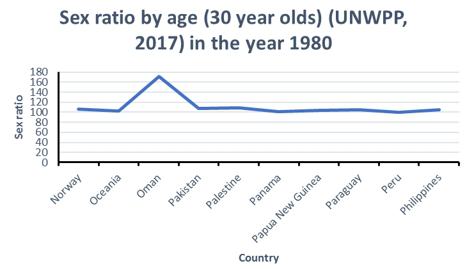 Sex ratio by age (30 year olds) (UNWPP,
2017) in the year 1980
180
160
140
120
100
80
60
40
20
0
Sex ratio
Norway
Oceania
Oman
Pakistan
Palestine
Panama
Papua New Guinea
Paraguay
Peru
Philippines
Country